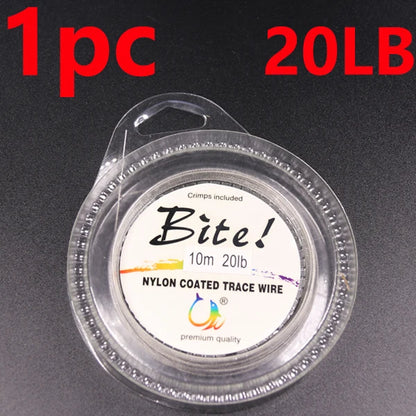 1pc 20LB
Crimps included
Bite!
10m 20lb
NYLON COATED TRACE WIRE
®
premium quality